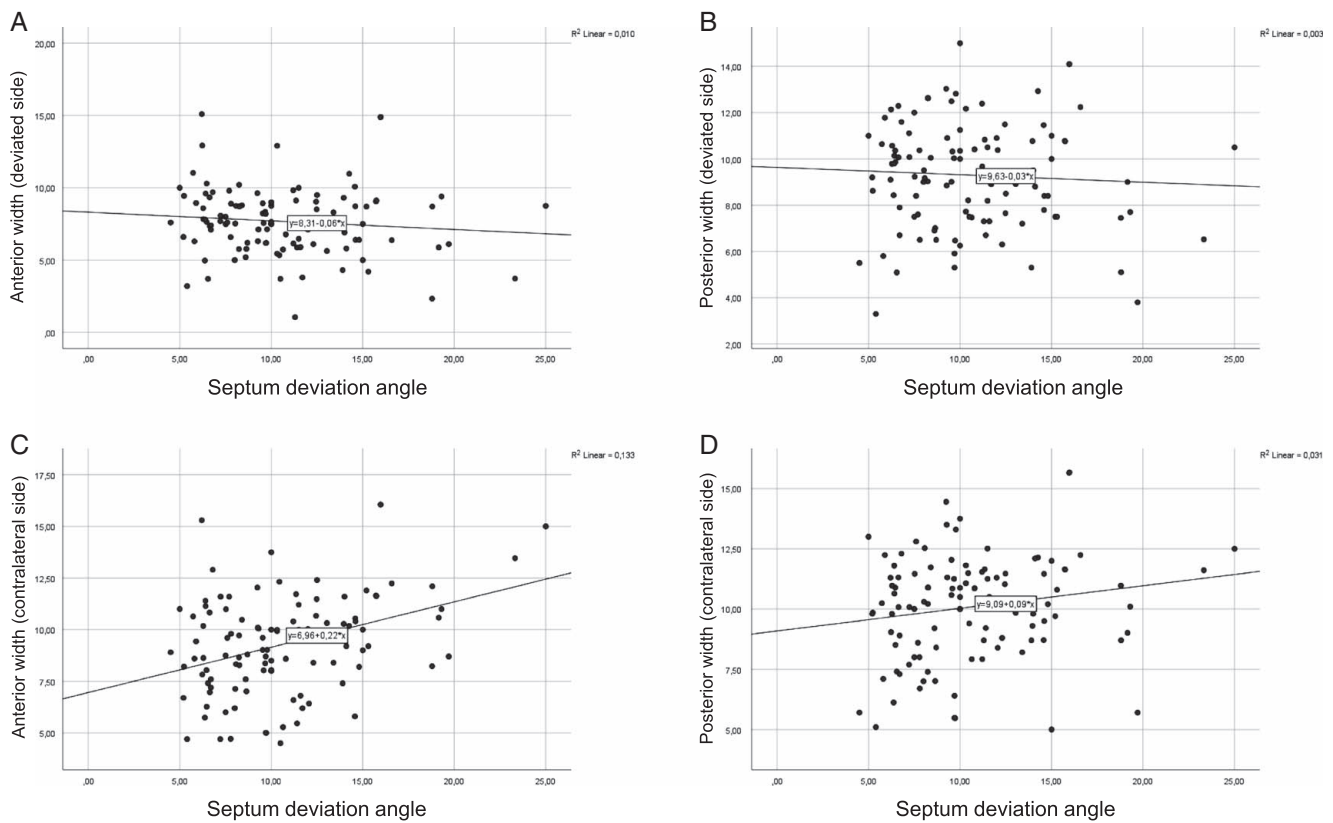 A
R² Linear = 0,010
20,00
15,00
10,00
5,00
,00
Anterior width (deviated side)
y=8,31-0,06*x
,00 5,00 10,00 15,00 20,00 25,00
Septum deviation angle
B
R² Linear = 0,003
14,00
12,00
10,00
8,00
6,00
4,00
2,00
Posterior width (deviated side)
y=9,63-0,03*x
,00 5,00 10,00 15,00 20,00 25,00
Septum deviation angle
C
R² Linear = 0,133
17,50
15,00
12,50
10,00
7,50
5,00
Anterior width (contralateral side)
y=6,96+0,22*x
,00 5,00 10,00 15,00 20,00 25,00
Septum deviation angle
D
R² Linear = 0,031
15,00
12,50
10,00
7,50
5,00
Posterior width (contralateral side)
y=9,09+0,09*x
,00 5,00 10,00 15,00 20,00 25,00
Septum deviation angle